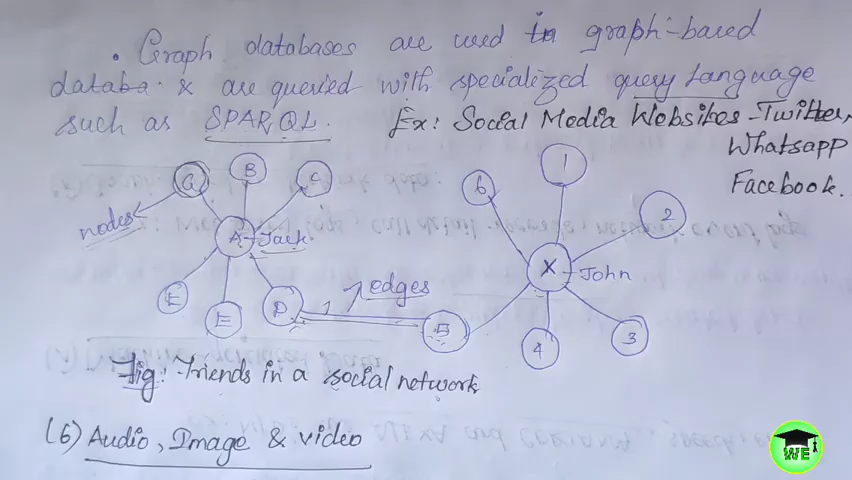 . Graph databases are used in graph-based
databa. & are queried with specialized query Language
such as SPARQL. Ex: Social Media Websites - Twitter,
Whatsapp
Facebook.
G B C
nodes
A - Jack.
E E D
edges
6 1 2
X - John
5 4 3
Fig: friends in a social network
(6) Audio, Image & video
WE